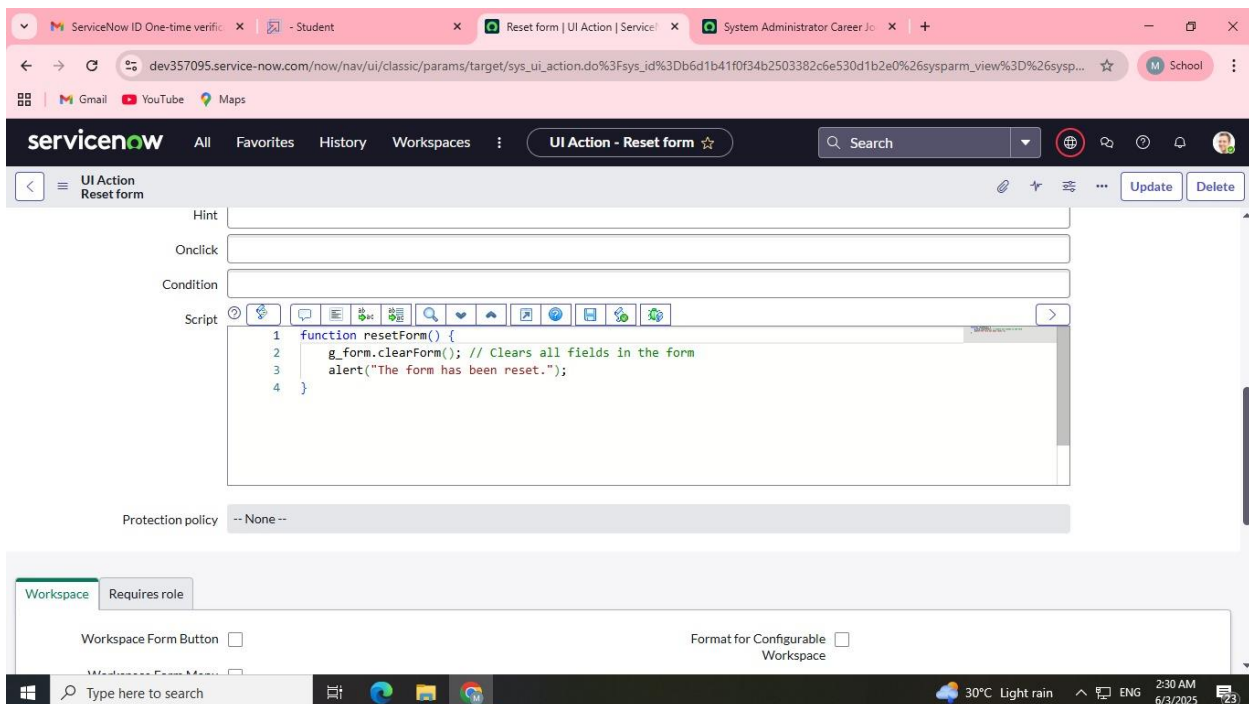 ServiceNow ID One-time verific
- Student
Reset form | UI Action | Service
System Administrator Career Jo
dev357095.service-now.com/now/nav/ui/classic/params/target/sys_ui_action.do%3Fsys_id%3Db6d1b41f0f34b2503382c6e530d1b2e0%26sysparm_view%3D%26sysp...
M School
Gmail YouTube Maps
servicenow All Favorites History Workspaces UI Action - Reset form Search
UI Action
Reset form
Update Delete
Hint
Onclick
Condition
Script
1 function resetForm() {
2 g_form.clearForm(); // Clears all fields in the form
3 alert("The form has been reset.");
4 }
Protection policy -- None --
Workspace Requires role
Workspace Form Button
Format for Configurable
Workspace
Workspace Form Menu
Type here to search
30°C Light rain ENG
2:30 AM
6/3/2025
23